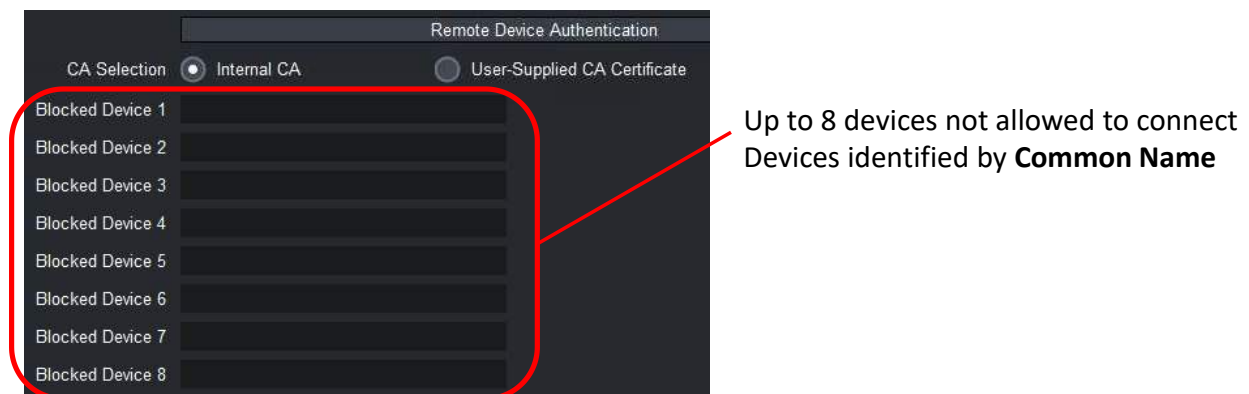 Remote Device Authentication
CA Selection Internal CA User-Supplied CA Certificate
Blocked Device 1
Blocked Device 2
Blocked Device 3
Blocked Device 4
Blocked Device 5
Blocked Device 6
Blocked Device 7
Blocked Device 8
Up to 8 devices not allowed to connect
Devices identified by Common Name